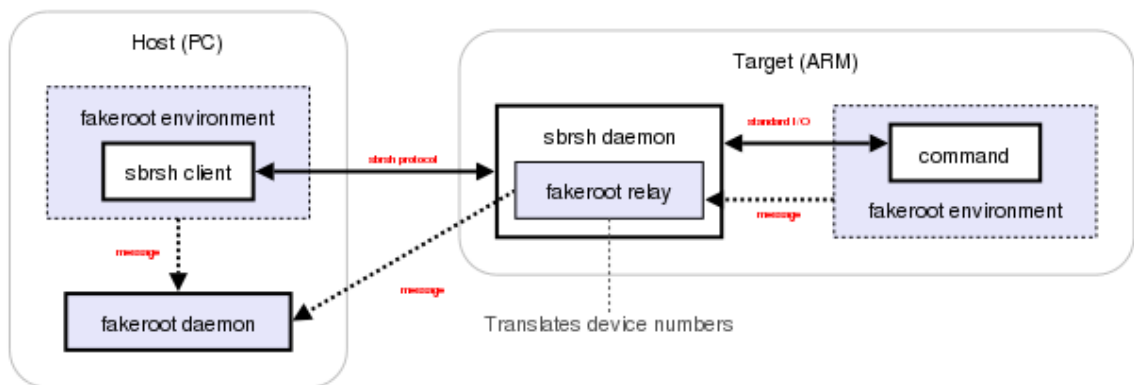 Host (PC)
Target (ARM)
fakeroot environment
sbrsh client
sbrsh protocol
sbrsh daemon
fakeroot relay
standard I/O
command
fakeroot environment
message
message
message
fakeroot daemon
Translates device numbers